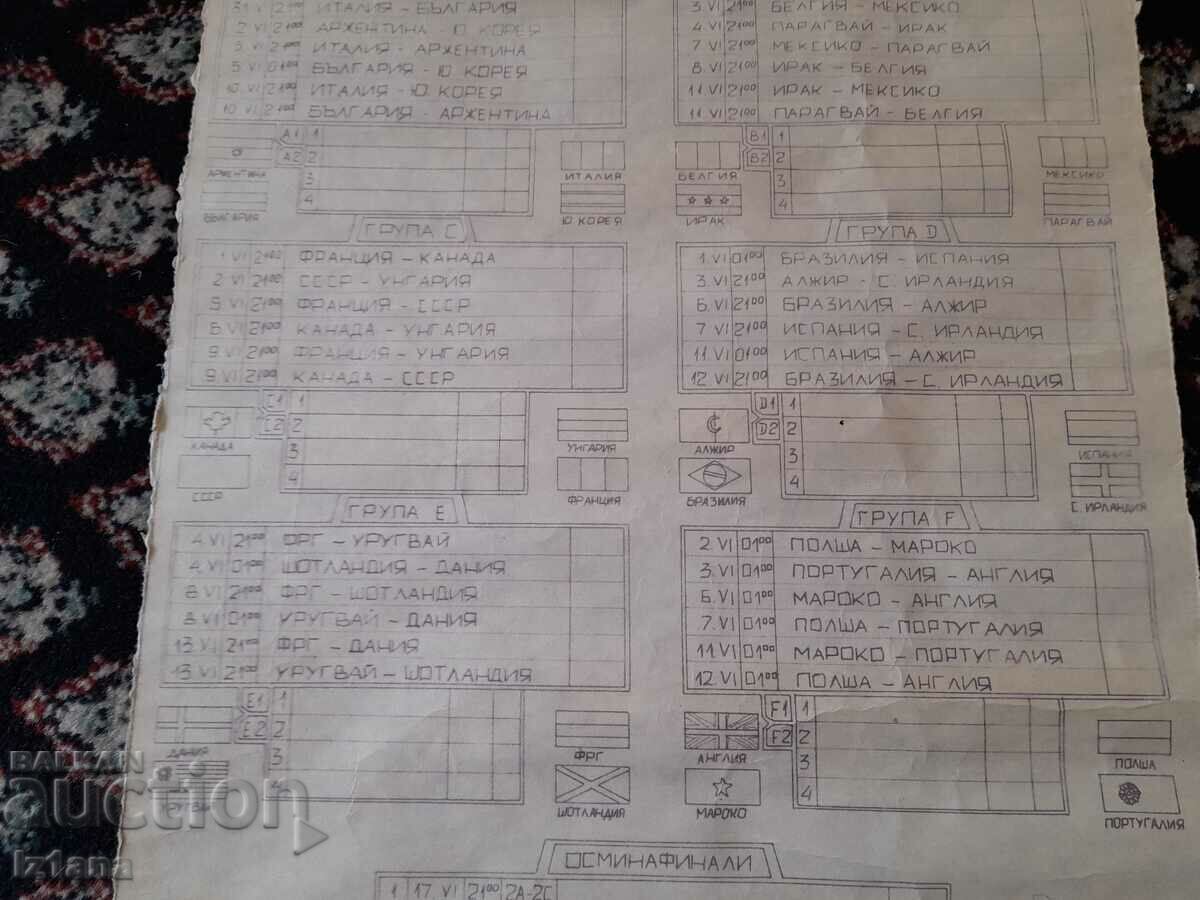 31 VI 21⁰⁰ ИТАЛИЯ - БЪЛГАРИЯ
2 VI 21⁰⁰ АРЖЕНТИНА - Ю. КОРЕЯ
5 VI 21⁰⁰ ИТАЛИЯ - АРЖЕНТИНА
5 VI 01⁰⁰ БЪЛГАРИЯ - Ю. КОРЕЯ
10. VI 21⁰⁰ ИТАЛИЯ - Ю. КОРЕЯ
10. VI 21⁰⁰ БЪЛГАРИЯ - АРЖЕНТИНА
A1 1
A2 2
3
4
АРЖЕНТИНА
ИТАЛИЯ
БЪЛГАРИЯ
Ю. КОРЕЯ
3. VI 21⁰⁰ БЕЛГИЯ - МЕКСИКО
4. VI 21⁰⁰ ПАРАГВАЙ - ИРАК
7 VI 21⁰⁰ МЕКСИКО - ПАРАГВАЙ
8. VI 21⁰⁰ ИРАК - БЕЛГИЯ
11 VI 21⁰⁰ ИРАК - МЕКСИКО
11. VI 21⁰⁰ ПАРАГВАЙ - БЕЛГИЯ
B1 1
B2 2
3
4
БЕЛГИЯ
МЕКСИКО
ИРАК
ПАРАГВАЙ
ГРУПА C
1 VI 21⁰⁰ ФРАНЦИЯ - КАНАДА
2 VI 21⁰⁰ СССР - УНГАРИЯ
5 VI 21⁰⁰ ФРАНЦИЯ - СССР
6 VI 21⁰⁰ КАНАДА - УНГАРИЯ
9. VI 21⁰⁰ ФРАНЦИЯ - УНГАРИЯ
9. VI 21⁰⁰ КАНАДА - СССР
C1 1
C2 2
3
4
КАНАДА
УНГАРИЯ
СССР
ФРАНЦИЯ
ГРУПА D
1. VI 01⁰⁰ БРАЗИЛИЯ - ИСПАНИЯ
3. VI 21⁰⁰ АЛЖИР - С. ИРЛАНДИЯ
6. VI 21⁰⁰ БРАЗИЛИЯ - АЛЖИР
7 VI 21⁰⁰ ИСПАНИЯ - С. ИРЛАНДИЯ
11. VI 01⁰⁰ ИСПАНИЯ - АЛЖИР
12 VI 21⁰⁰ БРАЗИЛИЯ - С. ИРЛАНДИЯ
D1 1
D2 2
3
4
АЛЖИР
ИСПАНИЯ
БРАЗИЛИЯ
С. ИРЛАНДИЯ
ГРУПА E
4. VI 21⁰⁰ ФРГ - УРУГВАЙ
4. VI 01⁰⁰ ШОТЛАНДИЯ - ДАНИЯ
8 VI 21⁰⁰ ФРГ - ШОТЛАНДИЯ
8 VI 01⁰⁰ УРУГВАЙ - ДАНИЯ
13. VI 21⁰⁰ ФРГ - ДАНИЯ
13. VI 21⁰⁰ УРУГВАЙ - ШОТЛАНДИЯ
E1 1
E2 2
3
4
ДАНИЯ
ФРГ
УРУГВАЙ
ШОТЛАНДИЯ
ГРУПА F
2. VI 01⁰⁰ ПОЛША - МАРОКО
3. VI 01⁰⁰ ПОРТУГАЛИЯ - АНГЛИЯ
6. VI 01⁰⁰ МАРОКО - АНГЛИЯ
7. VI 01⁰⁰ ПОЛША - ПОРТУГАЛИЯ
11. VI 01⁰⁰ МАРОКО - ПОРТУГАЛИЯ
12. VI 01⁰⁰ ПОЛША - АНГЛИЯ
F1 1
F2 2
3
4
АНГЛИЯ
ПОЛША
МАРОКО
ПОРТУГАЛИЯ
ОСМИНАФИНАЛИ
1 17. VI 21⁰⁰ 2A-2C
BALKAN
auction
Iz1ana